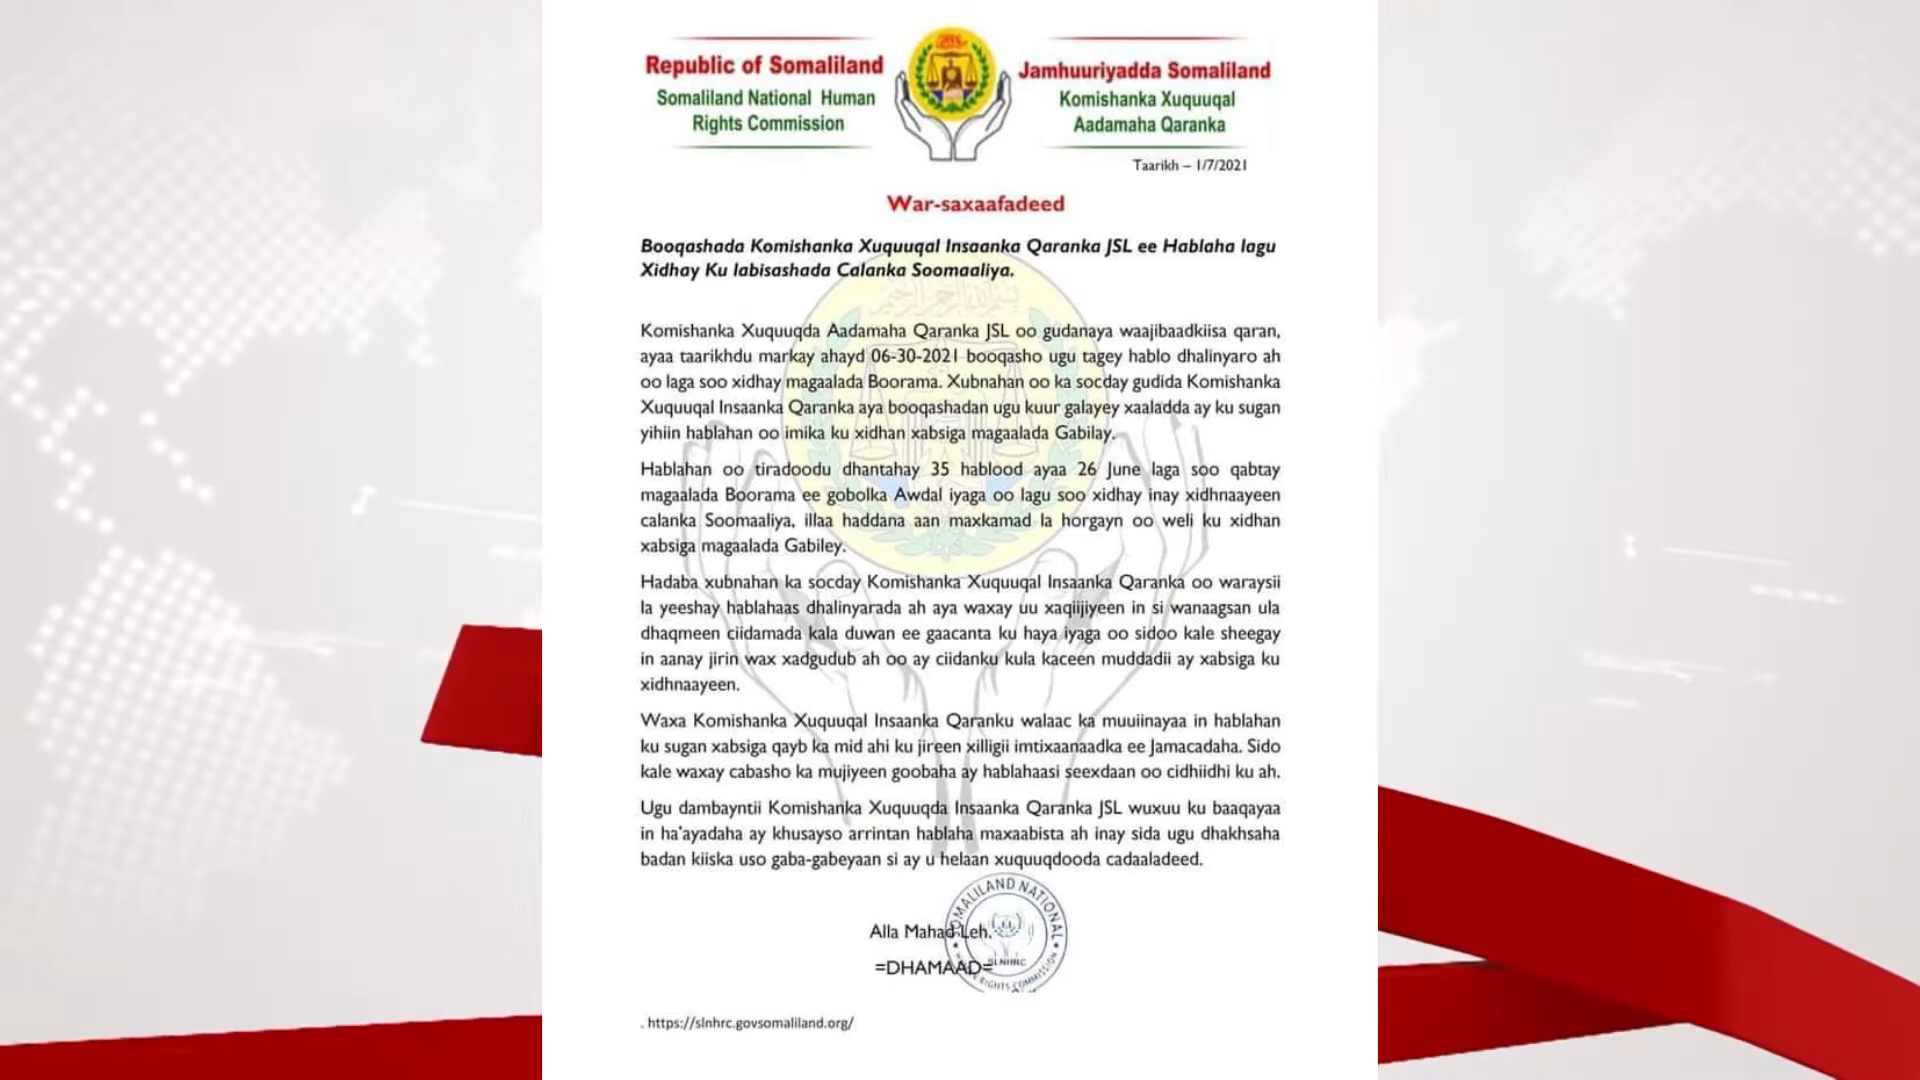 Republic of Somaliland
Somaliland National Human
Rights Commission
Jamhuuriyadda Somaliland
Komishanka Xuquuqal
Aadamaha Qaranka
Taarikh – 1/7/2021
War-saxaafadeed
Booqashada Komishanka Xuquuqal Insaanka Qaranka JSL ee Hablaha lagu
Xidhay Ku labisashada Calanka Soomaaliya.
Komishanka Xuquuqda Aadamaha Qaranka JSL oo gudanaya waajibaadkiisa qaran,
ayaa taarikhdu markay ahayd 06-30-2021 booqasho ugu tagey hablo dhalinyaro ah
oo laga soo xidhay magaalada Boorama. Xubnahan oo ka socday gudida Komishanka
Xuquuqal Insaanka Qaranka aya booqashadan ugu kuur galayey xaaladda ay ku sugan
yihiin hablahan oo imika ku xidhan xabsiga magaalada Gabilay.
Hablahan oo tiradoodu dhantahay 35 hablood ayaa 26 June laga soo qabtay
magaalada Boorama ee gobolka Awdal iyaga oo lagu soo xidhay inay xidhnaayeen
calanka Soomaaliya, illaa haddana aan maxkamad la horgayn oo weli ku xidhan
xabsiga magaalada Gabiley.
Hadaba xubnahan ka socday Komishanka Xuquuqal Insaanka Qaranka oo waraysii
la yeeshay hablahaas dhalinyarada ah aya waxay uu xaqiijiyeen in si wanaagsan ula
dhaqmeen ciidamada kala duwan ee gaacanta ku haya iyaga oo sidoo kale sheegay
in aanay jirin wax xadgudub ah oo ay ciidanku kula kaceen muddadii ay xabsiga ku
xidhnaayeen.
Waxa Komishanka Xuquuqal Insaanka Qaranku walaac ka muuiinayaa in hablahan
ku sugan xabsiga qayb ka mid ahi ku jireen xilligii imtixaanaadka ee Jamacadaha. Sido
kale waxay cabasho ka mujiyeen goobaha ay hablahaasi seexdaan oo cidhiidhi ku ah.
Ugu dambayntii Komishanka Xuquuqda Insaanka Qaranka JSL wuxuu ku baaqayaa
in ha'ayadaha ay khusayso arrintan hablaha maxaabista ah inay sida ugu dhakhsaha
badan kiiska uso gaba-gabeyaan si ay u helaan xuquuqdooda cadaaladeed.
Alla Mahad Leh.
=DHAMAAD=
SOMALILAND NATIONAL
SLNHRC
RIGHTS COMMISSION
. https://slnhrc.govsomaliland.org/